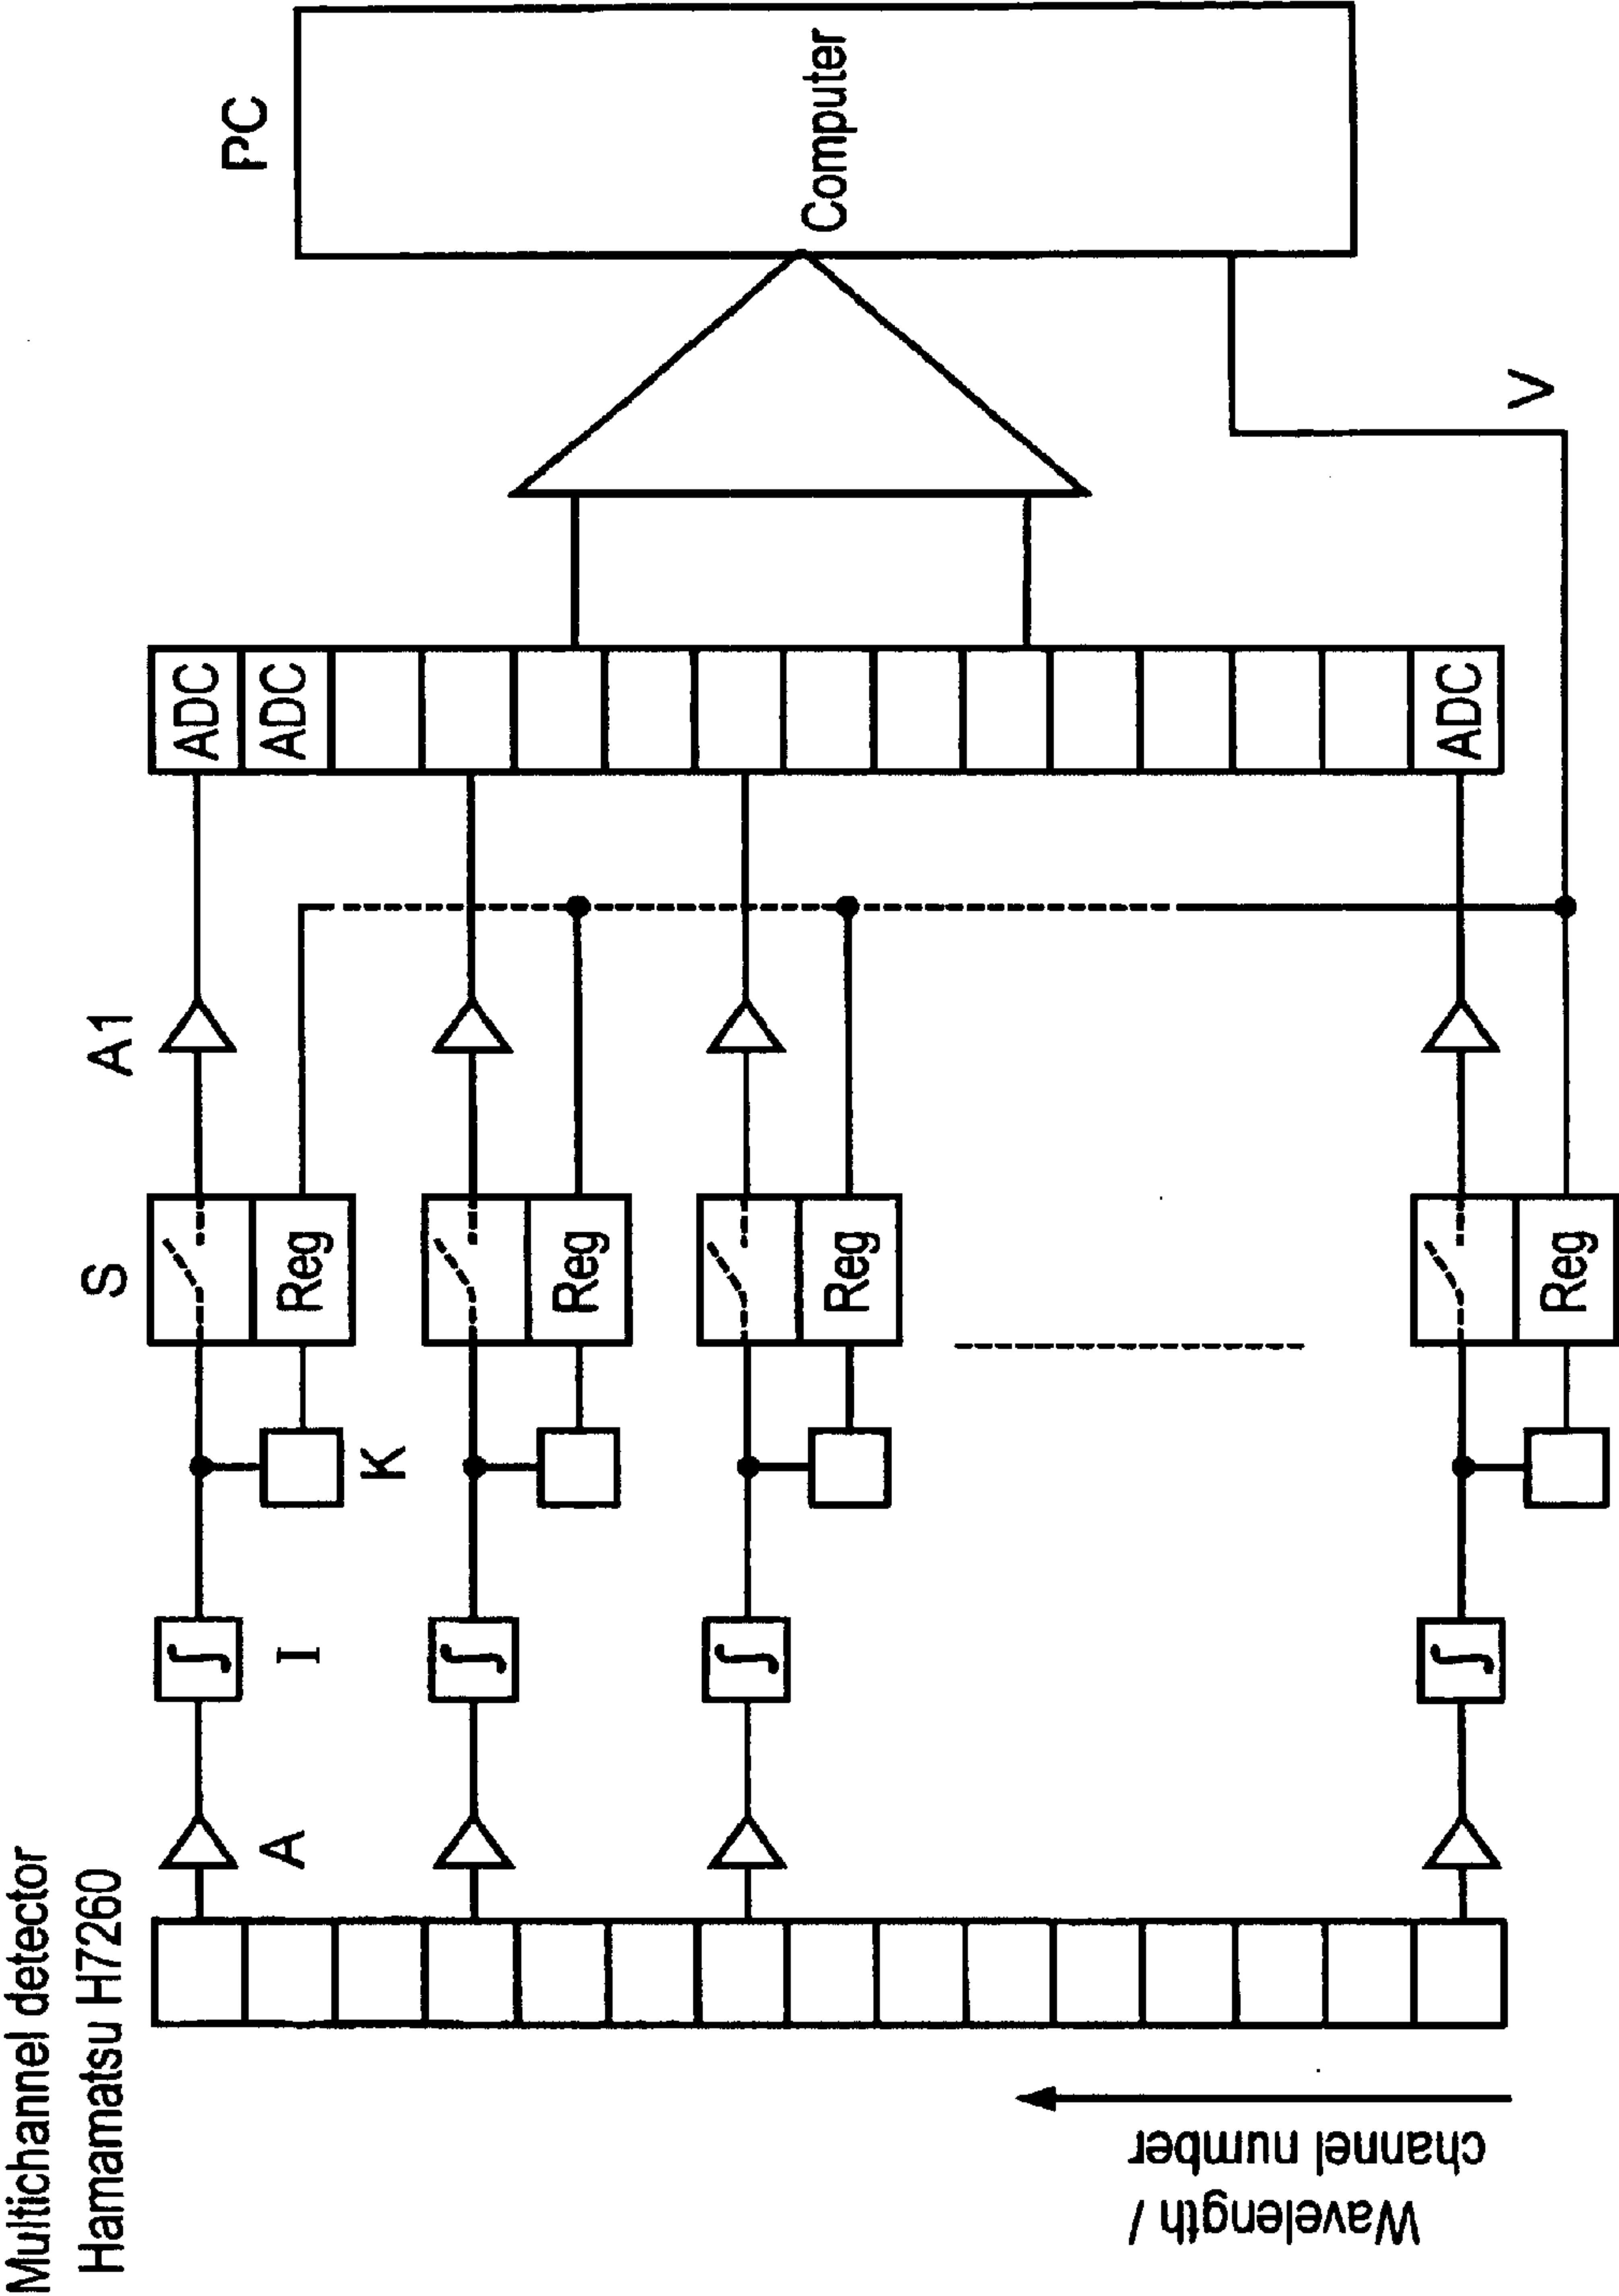 Multichannel detector
Hamamatsu H7260
Wavelength /
channel number
A
I
∫
∫
∫
∫
K
S
Reg
Reg
Reg
Reg
A1
ADC
ADC
ADC
V
PC
Computer